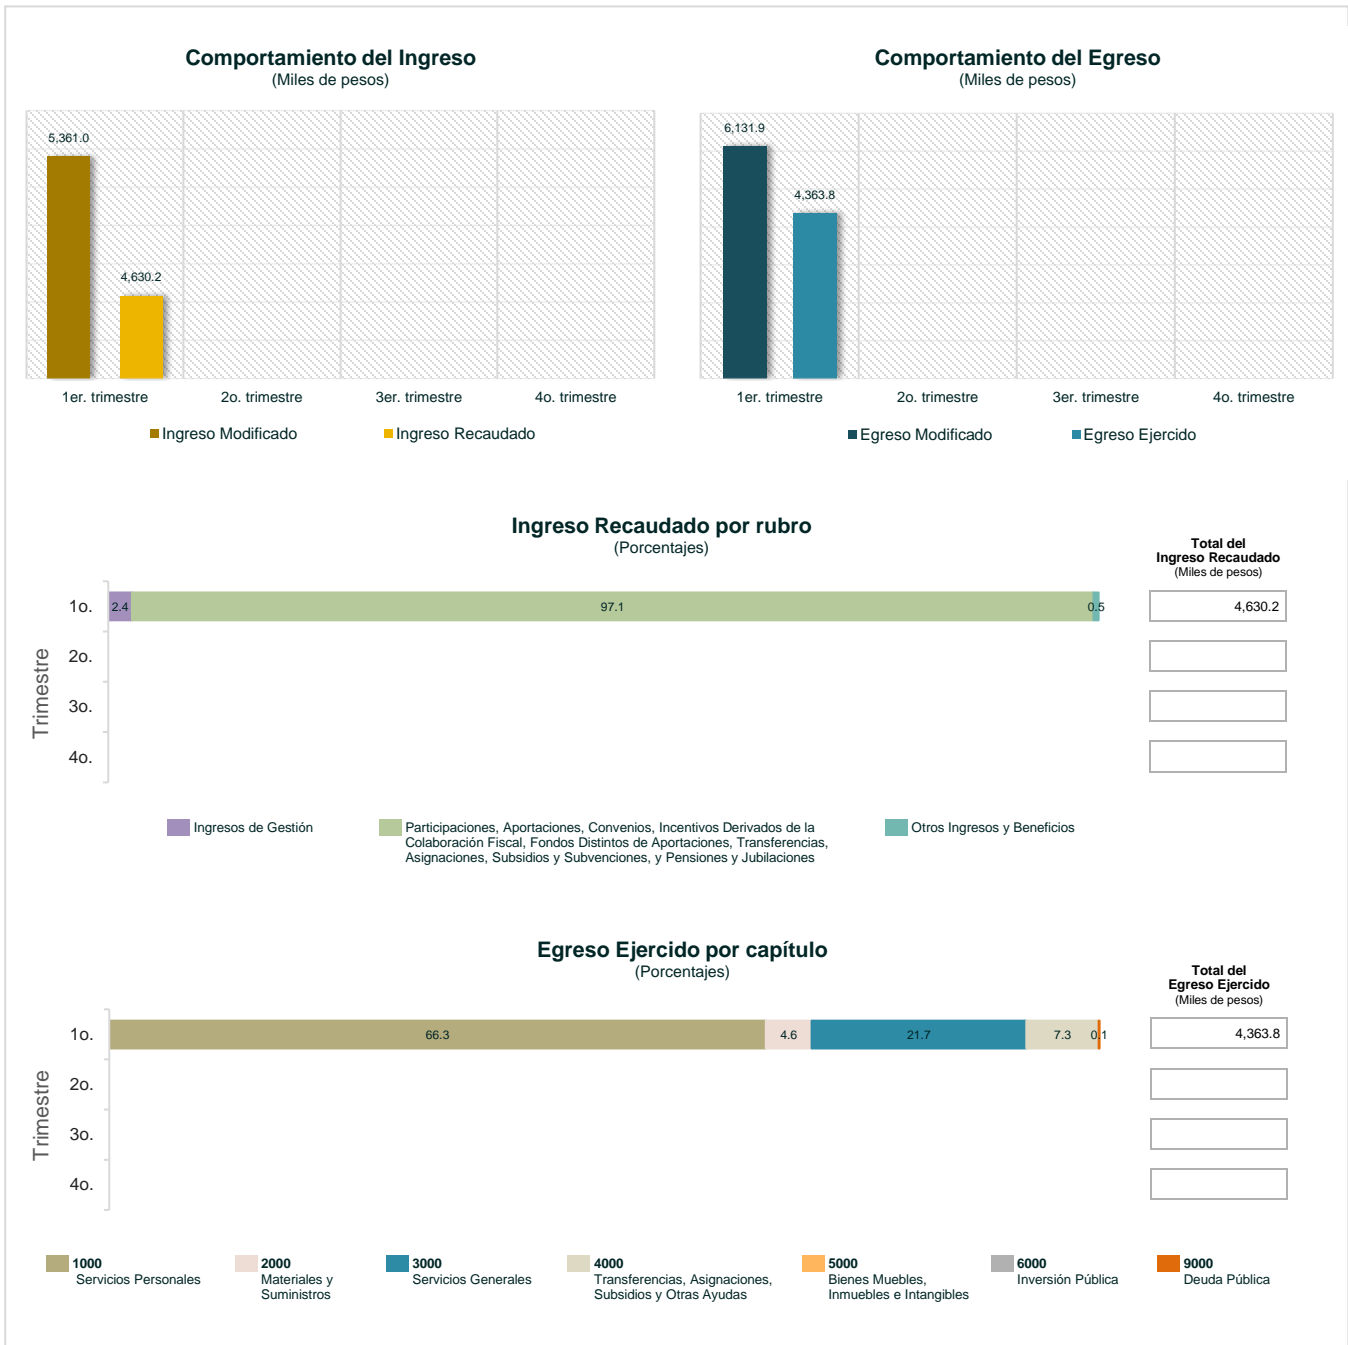 Comportamiento del Ingreso
(Miles de pesos)
5,361.0
4,630.2
1er. trimestre
2o. trimestre
3er. trimestre
4o. trimestre
Ingreso Modificado
Ingreso Recaudado
Comportamiento del Egreso
(Miles de pesos)
6,131.9
4,363.8
1er. trimestre
2o. trimestre
3er. trimestre
4o. trimestre
Egreso Modificado
Egreso Ejercido
Ingreso Recaudado por rubro
(Porcentajes)
Total del
Ingreso Recaudado
(Miles de pesos)
Trimestre
1o.
2.4
97.1
0.5
4,630.2
2o.
3o.
4o.
Ingresos de Gestión
Participaciones, Aportaciones, Convenios, Incentivos Derivados de la
Colaboración Fiscal, Fondos Distintos de Aportaciones, Transferencias,
Asignaciones, Subsidios y Subvenciones, y Pensiones y Jubilaciones
Otros Ingresos y Beneficios
Egreso Ejercido por capítulo
(Porcentajes)
Total del
Egreso Ejercido
(Miles de pesos)
Trimestre
1o.
66.3
4.6
21.7
7.3
0.1
4,363.8
2o.
3o.
4o.
1000
Servicios Personales
2000
Materiales y
Suministros
3000
Servicios Generales
4000
Transferencias, Asignaciones,
Subsidios y Otras Ayudas
5000
Bienes Muebles,
Inmuebles e Intangibles
6000
Inversión Pública
9000
Deuda Pública